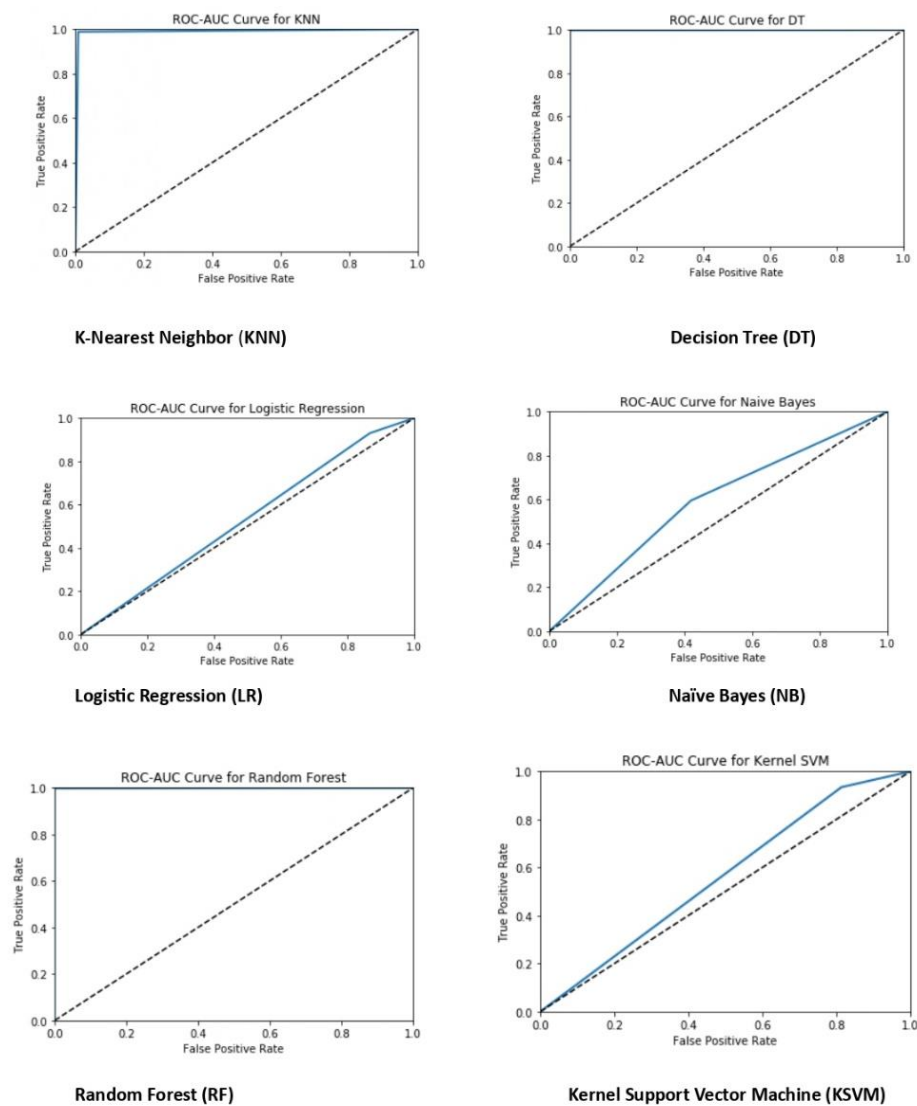 ROC-AUC Curve for KNN
1.0
0.8
0.6
0.4
0.2
0.0
True Positive Rate
0.0 0.2 0.4 0.6 0.8 1.0
False Positive Rate
K-Nearest Neighbor (KNN)
ROC-AUC Curve for DT
1.0
0.8
0.6
0.4
0.2
0.0
True Positive Rate
0.0 0.2 0.4 0.6 0.8 1.0
False Positive Rate
Decision Tree (DT)
ROC-AUC Curve for Logistic Regression
1.0
0.8
0.6
0.4
0.2
0.0
True Positive Rate
0.0 0.2 0.4 0.6 0.8 1.0
False Positive Rate
Logistic Regression (LR)
ROC-AUC Curve for Naive Bayes
1.0
0.8
0.6
0.4
0.2
0.0
True Positive Rate
0.0 0.2 0.4 0.6 0.8 1.0
False Positive Rate
Naïve Bayes (NB)
ROC-AUC Curve for Random Forest
1.0
0.8
0.6
0.4
0.2
0.0
True Positive Rate
0.0 0.2 0.4 0.6 0.8 1.0
False Positive Rate
Random Forest (RF)
ROC-AUC Curve for Kernel SVM
1.0
0.8
0.6
0.4
0.2
0.0
True Positive Rate
0.0 0.2 0.4 0.6 0.8 1.0
False Positive Rate
Kernel Support Vector Machine (KSVM)